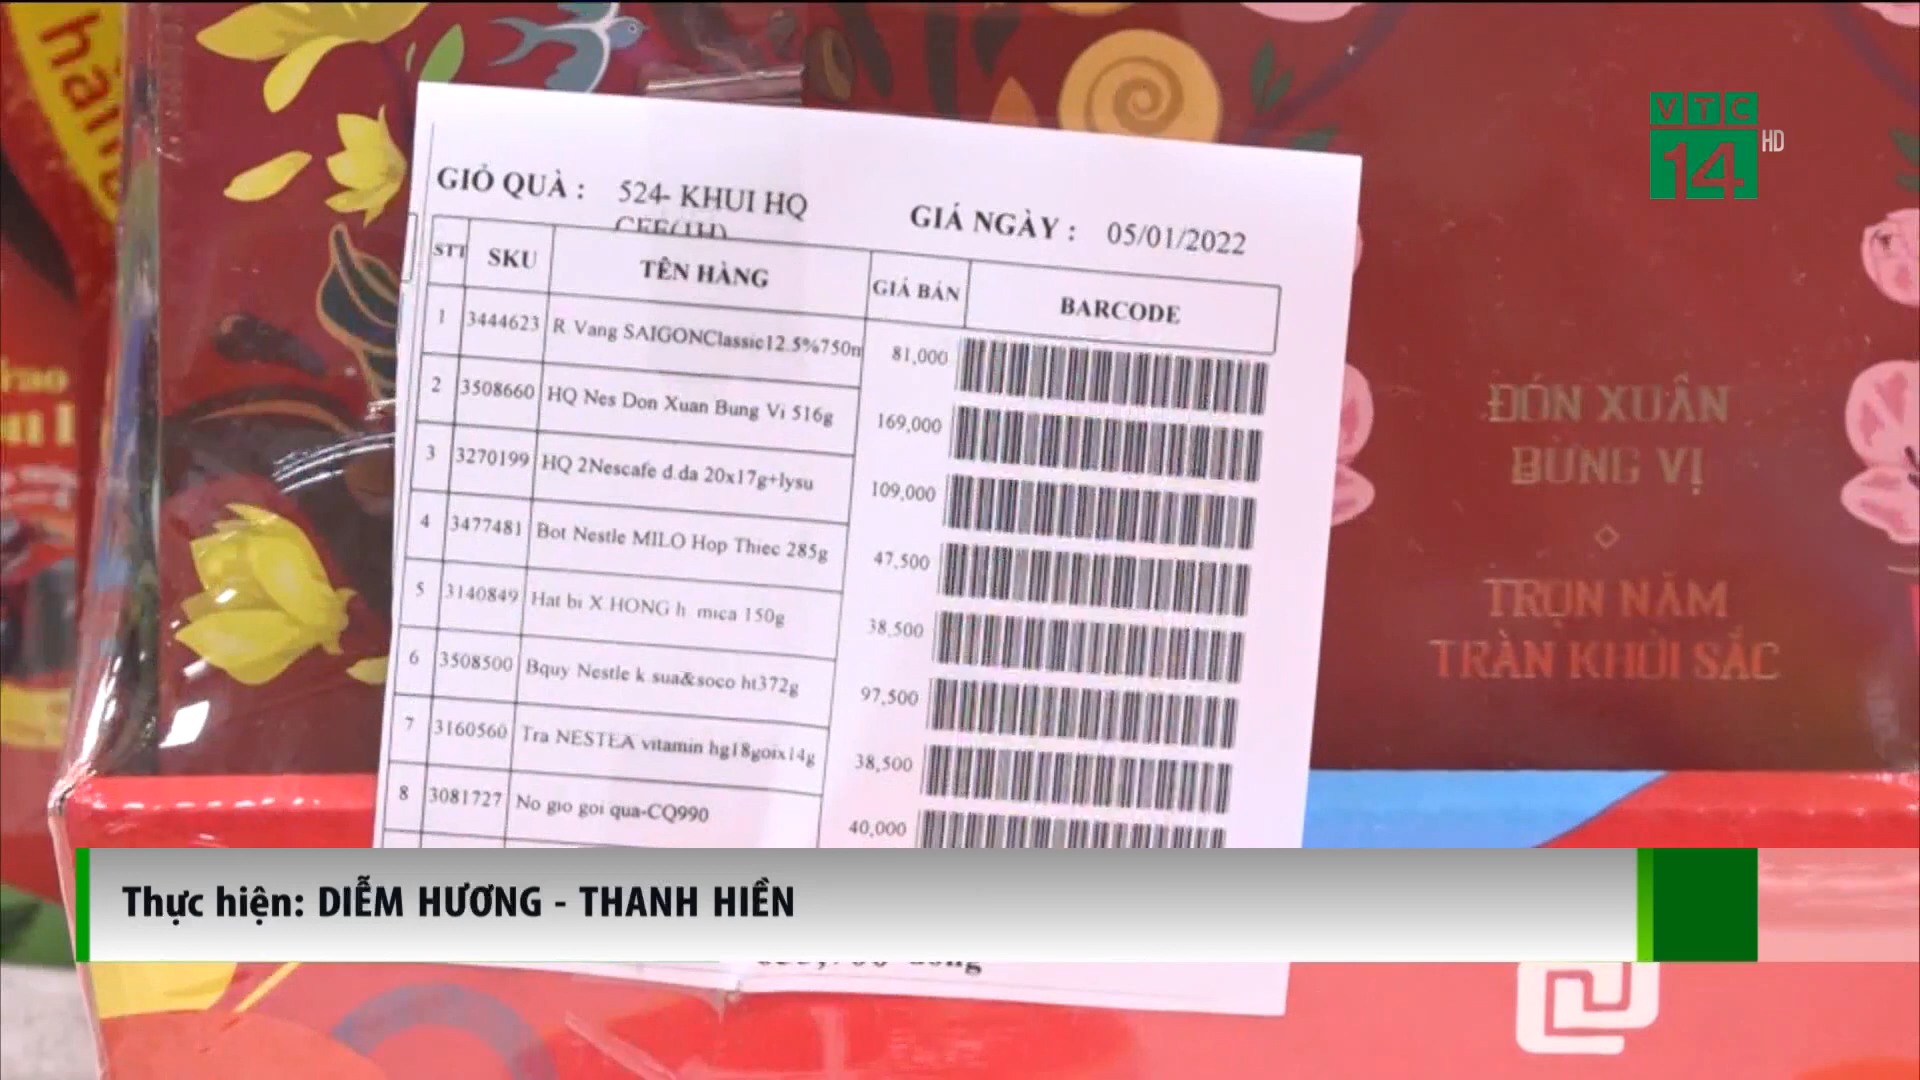 VTC
14 HD
GIỎ QUÀ : 524- KHUI HQ
GIÁ NGÀY : 05/01/2022
STT SKU TÊN HÀNG GIÁ BÁN BARCODE
1 3444623 R Vang SAIGONClassic12.5%750m 81,000
2 3508660 HQ Nes Don Xuan Bung Vi 516g 169,000
3 3270199 HQ 2Nescafe d.da 20x17g+lysu 109,000
4 3477481 Bot Nestle MILO Hop Thiec 285g 47,500
5 3140849 Hat bi X HONG h mica 150g 38,500
6 3508500 Bquy Nestle k sua&soco ht372g 97,500
7 3160560 Tra NESTEA vitamin hg18goix14g 38,500
8 3081727 No gio goi qua-CQ990 40,000
ĐÓN XUÂN
BỪNG VỊ
TRỌN NĂM
TRÀN KHỞI SẮC
Thực hiện: DIỄM HƯƠNG - THANH HIỀN